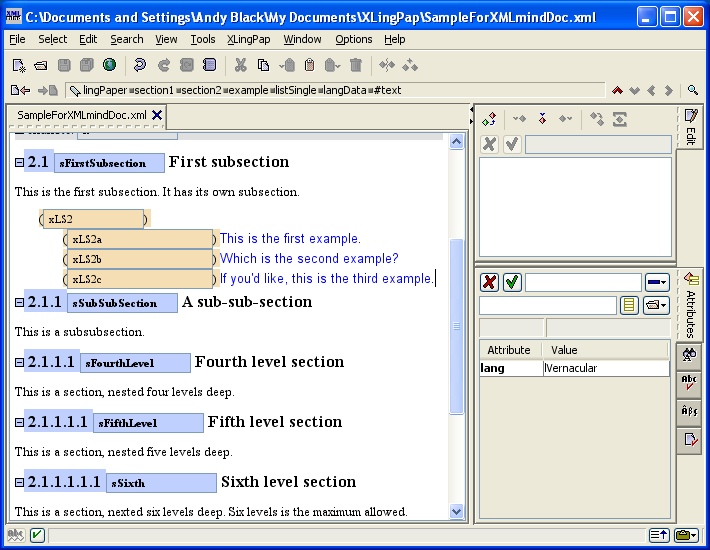 C:\Documents and Settings\Andy Black\My Documents\XLingPap\SampleForXMLmindDoc.xml
File Select Edit Search View Tools XLingPap Window Options Help
lingPaper section1 section2 example listSingle langData #text
SampleForXMLmindDoc.xml
2.1 sFirstSubsection First subsection
This is the first subsection. It has its own subsection.
( xLS2 )
( xLS2a ) This is the first example.
( xLS2b ) Which is the second example?
( xLS2c ) If you'd like, this is the third example.
2.1.1 sSubSubSection A sub-sub-section
This is a subsubsection.
2.1.1.1 sFourthLevel Fourth level section
This is a section, nested four levels deep.
2.1.1.1.1 sFifthLevel Fifth level section
This is a section, nested five levels deep.
2.1.1.1.1.1 sSixth Sixth level section
This is a section, nexted six levels deep. Six levels is the maximum allowed.
Edit
Attributes
Attribute Value
lang Vernacular
Abc
Abc